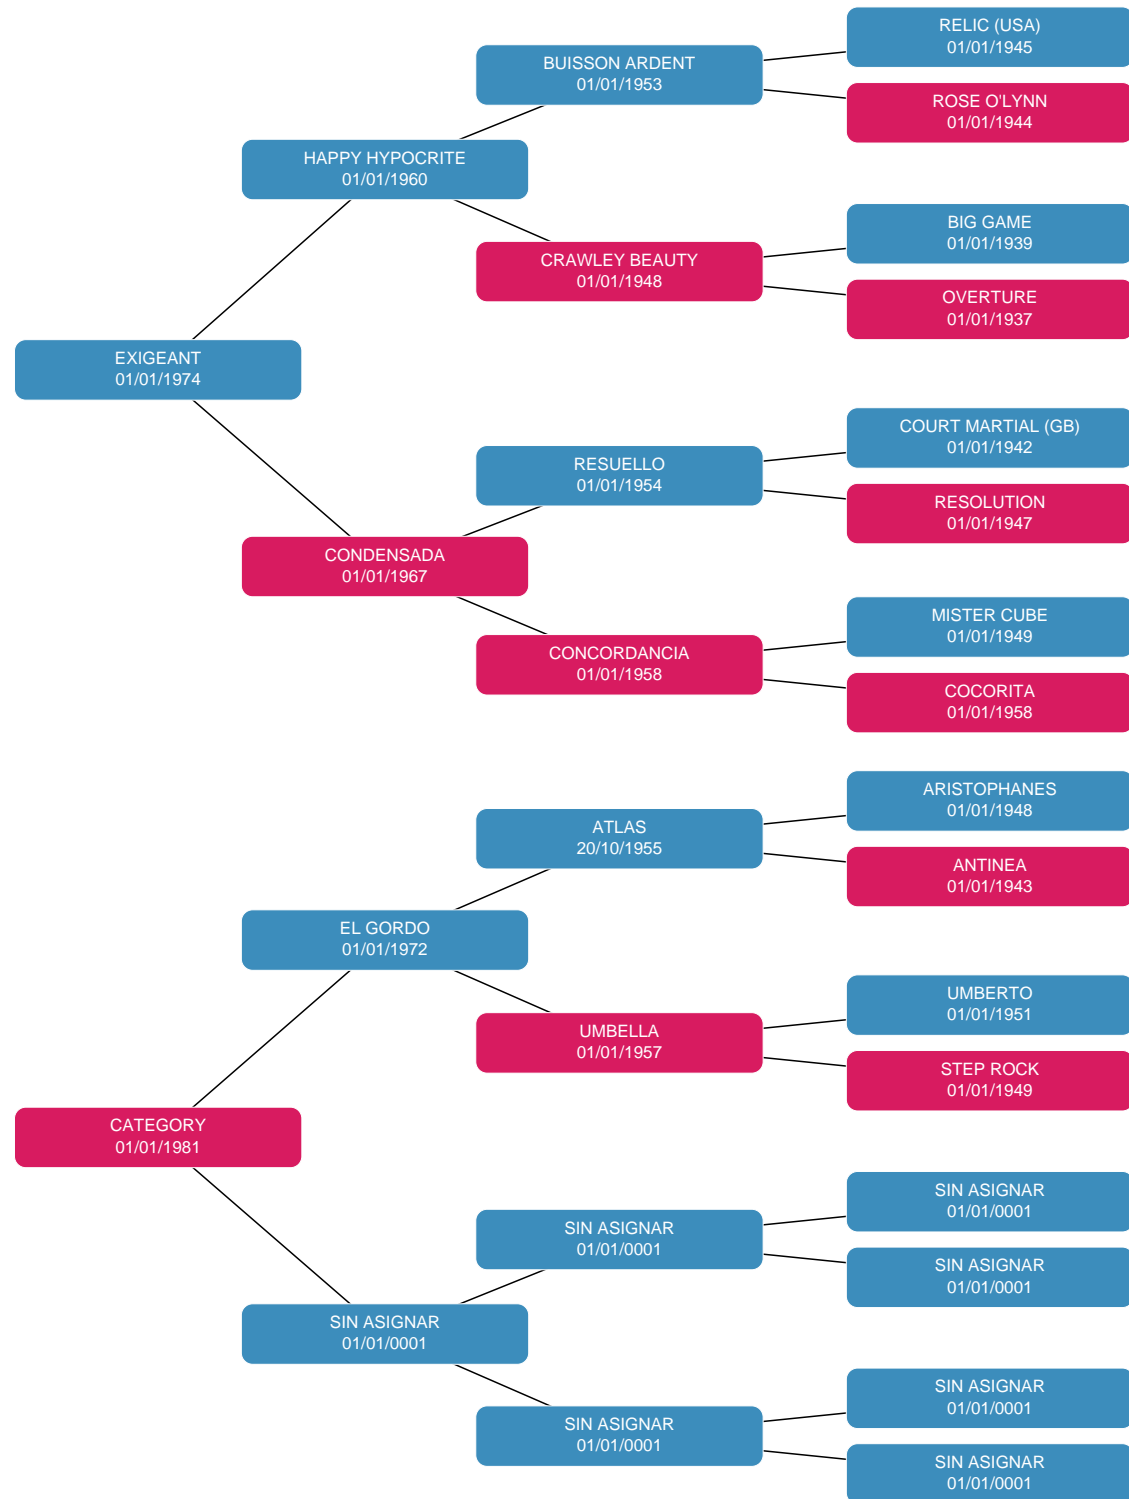 RELIC (USA)
01/01/1945
BUISSON ARDENT
01/01/1953
ROSE O'LYNN
01/01/1944
HAPPY HYPOCRITE
01/01/1960
BIG GAME
01/01/1939
CRAWLEY BEAUTY
01/01/1948
OVERTURE
01/01/1937
EXIGEANT
01/01/1974
COURT MARTIAL (GB)
01/01/1942
RESUELLO
01/01/1954
RESOLUTION
01/01/1947
CONDENSADA
01/01/1967
MISTER CUBE
01/01/1949
CONCORDANCIA
01/01/1958
COCORITA
01/01/1958
ARISTOPHANES
01/01/1948
ATLAS
20/10/1955
ANTINEA
01/01/1943
EL GORDO
01/01/1972
UMBERTO
01/01/1951
UMBELLA
01/01/1957
STEP ROCK
01/01/1949
CATEGORY
01/01/1981
SIN ASIGNAR
01/01/0001
SIN ASIGNAR
01/01/0001
SIN ASIGNAR
01/01/0001
SIN ASIGNAR
01/01/0001
SIN ASIGNAR
01/01/0001
SIN ASIGNAR
01/01/0001
SIN ASIGNAR
01/01/0001